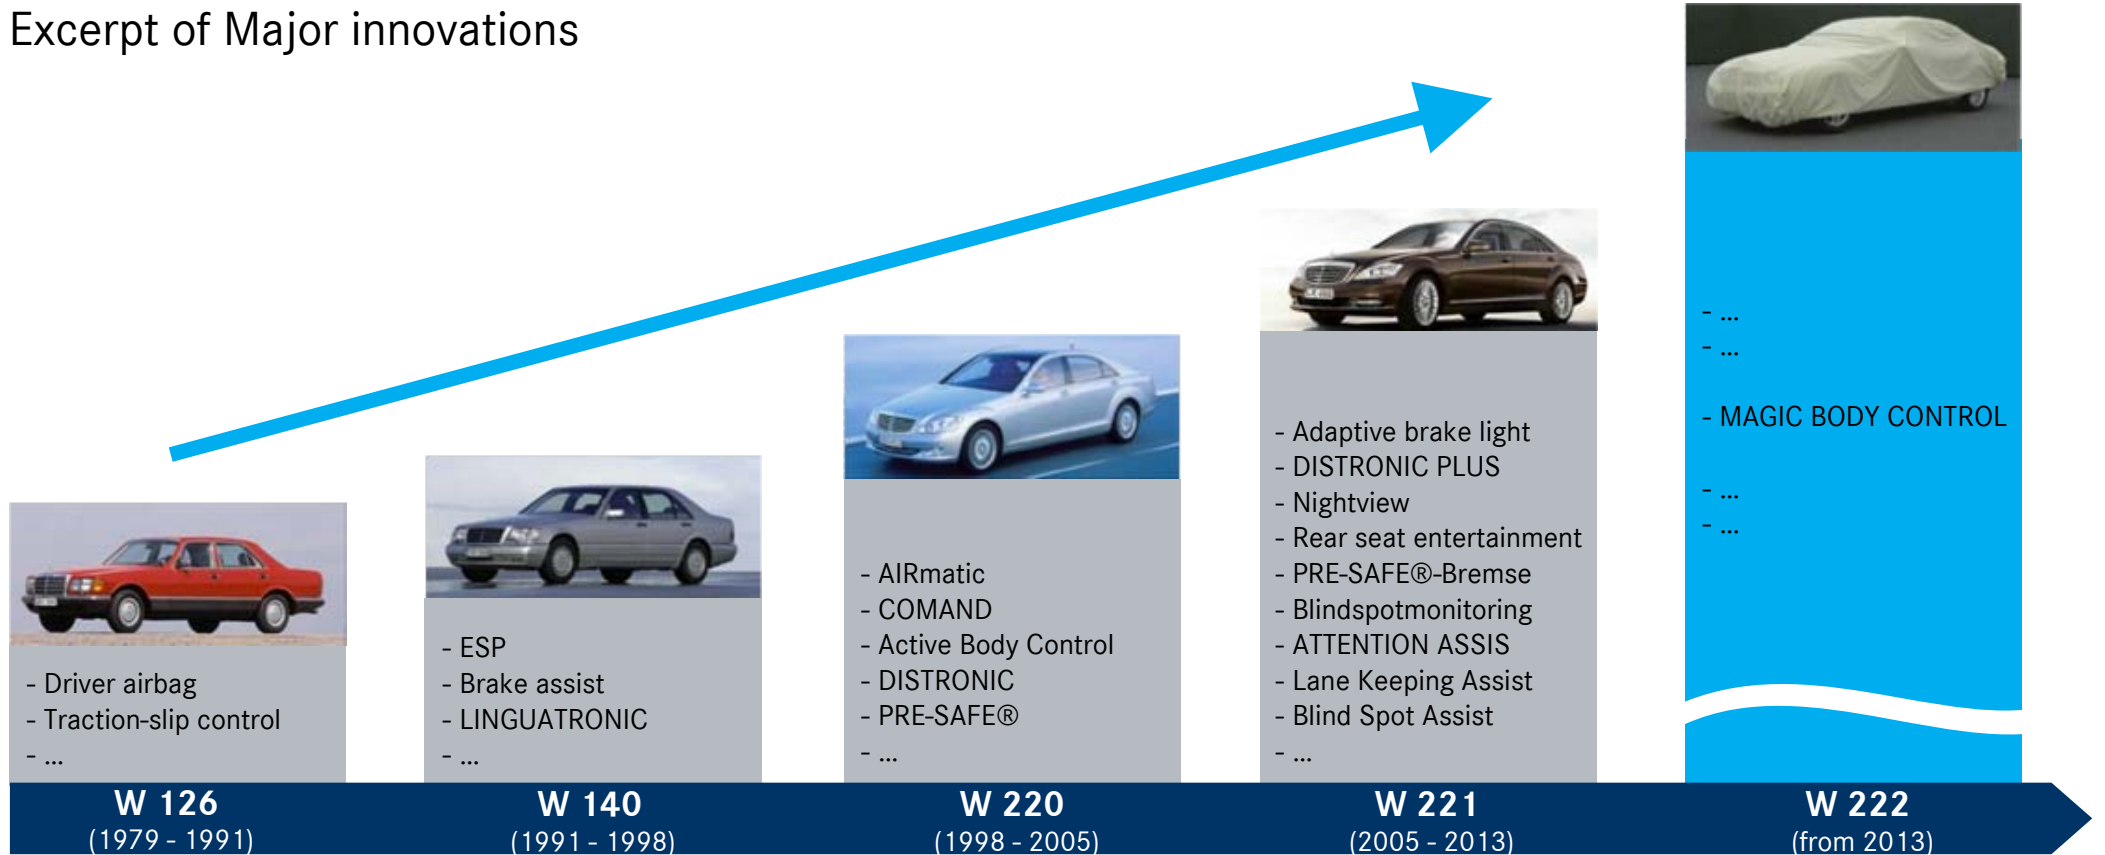 Excerpt of Major innovations
- Driver airbag
- Traction-slip control
- ...
W 126
(1979 - 1991)
- ESP
- Brake assist
- LINGUATRONIC
- ...
W 140
(1991 - 1998)
- AIRmatic
- COMAND
- Active Body Control
- DISTRONIC
- PRE-SAFE®
- ...
W 220
(1998 - 2005)
- Adaptive brake light
- DISTRONIC PLUS
- Nightview
- Rear seat entertainment
- PRE-SAFE®-Bremse
- Blindspotmonitoring
- ATTENTION ASSIS
- Lane Keeping Assist
- Blind Spot Assist
- ...
W 221
(2005 - 2013)
- ...
- ...
- MAGIC BODY CONTROL
- ...
- ...
W 222
(from 2013)